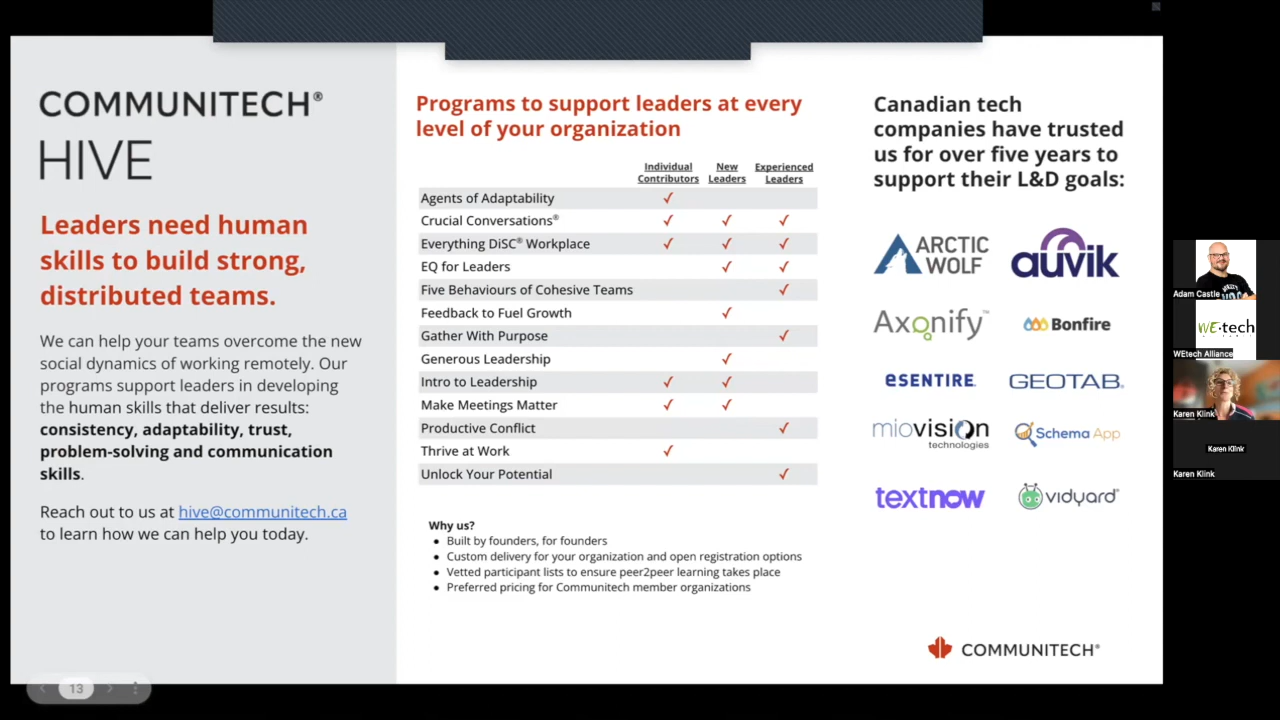 COMMUNITECH®
HIVE
Leaders need human
skills to build strong,
distributed teams.
We can help your teams overcome the new
social dynamics of working remotely. Our
programs support leaders in developing
the human skills that deliver results:
consistency, adaptability, trust,
problem-solving and communication
skills.
Reach out to us at hive@communitech.ca
to learn how we can help you today.
Programs to support leaders at every
level of your organization
Individual Contributors New Leaders Experienced Leaders
Agents of Adaptability ✓
Crucial Conversations® ✓ ✓ ✓
Everything DiSC® Workplace ✓ ✓ ✓
EQ for Leaders ✓ ✓
Five Behaviours of Cohesive Teams ✓
Feedback to Fuel Growth ✓
Gather With Purpose ✓
Generous Leadership ✓
Intro to Leadership ✓ ✓
Make Meetings Matter ✓ ✓
Productive Conflict ✓
Thrive at Work ✓
Unlock Your Potential ✓
Why us?
• Built by founders, for founders
• Custom delivery for your organization and open registration options
• Vetted participant lists to ensure peer2peer learning takes place
• Preferred pricing for Communitech member organizations
Canadian tech
companies have trusted
us for over five years to
support their L&D goals:
ARCTIC WOLF
auvik
Axonify™
Bonfire
eSENTIRE.
GEOTAB®
miovision technologies
Schema App
textnow
vidyard®
COMMUNITECH®
13
Adam Castle
WE·tech
WEtech Alliance
Karen Klink
Karen Klink
Karen Klink